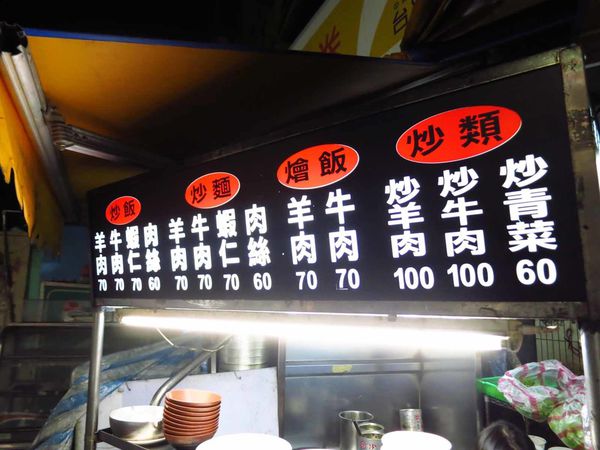 炒飯
羊肉 70
牛肉 70
蝦仁 70
肉絲 60
炒麵
羊肉 70
牛肉 70
蝦仁 70
肉絲 60
燴飯
羊肉 70
牛肉 70
炒類
炒羊肉 100
炒牛肉 100
炒青菜 60